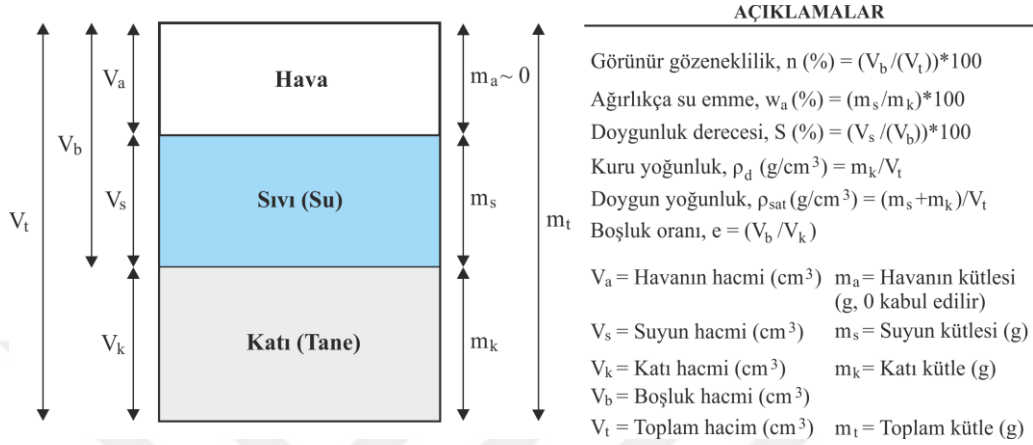 AÇIKLAMALAR
V_t
V_b
V_a
V_s
V_k
Hava
Sıvı (Su)
Katı (Tane)
m_a ~ 0
m_s
m_k
m_t
Görünür gözeneklilik, n (%) = (V_b/(V_t))*100
Ağırlıkça su emme, w_a (%) = (m_s/m_k)*100
Doygunluk derecesi, S (%) = (V_s/(V_b))*100
Kuru yoğunluk, ρ_d (g/cm³) = m_k/V_t
Doygun yoğunluk, ρ_sat (g/cm³) = (m_s+m_k)/V_t
Boşluk oranı, e = (V_b/V_k)
V_a = Havanın hacmi (cm³) m_a = Havanın kütlesi
(g, 0 kabul edilir)
V_s = Suyun hacmi (cm³) m_s = Suyun kütlesi (g)
V_k = Katı hacmi (cm³) m_k = Katı kütle (g)
V_b = Boşluk hacmi (cm³)
V_t = Toplam hacim (cm³) m_t = Toplam kütle (g)